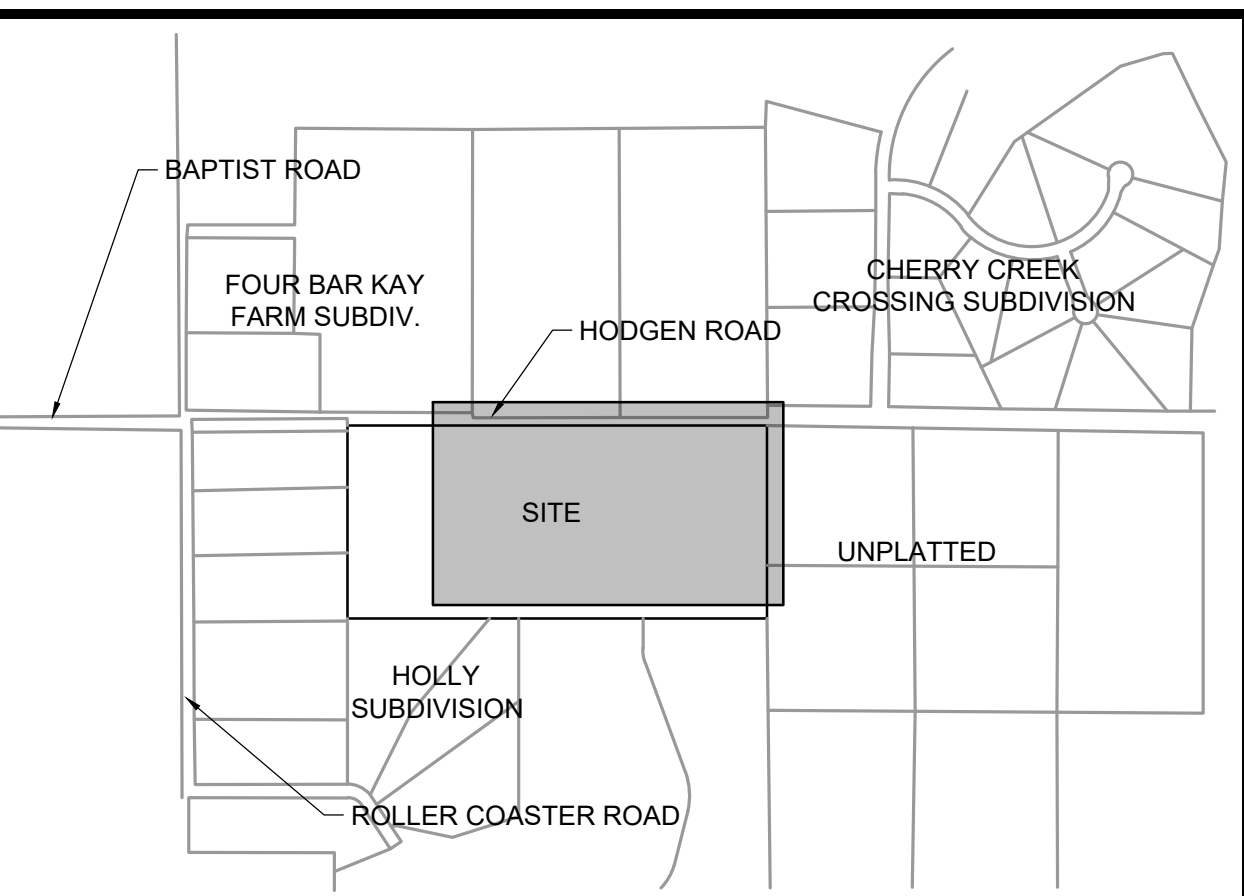 BAPTIST ROAD
FOUR BAR KAY
FARM SUBDIV.
CHERRY CREEK
CROSSING SUBDIVISION
HODGEN ROAD
SITE
UNPLATTED
HOLLY
SUBDIVISION
ROLLER COASTER ROAD